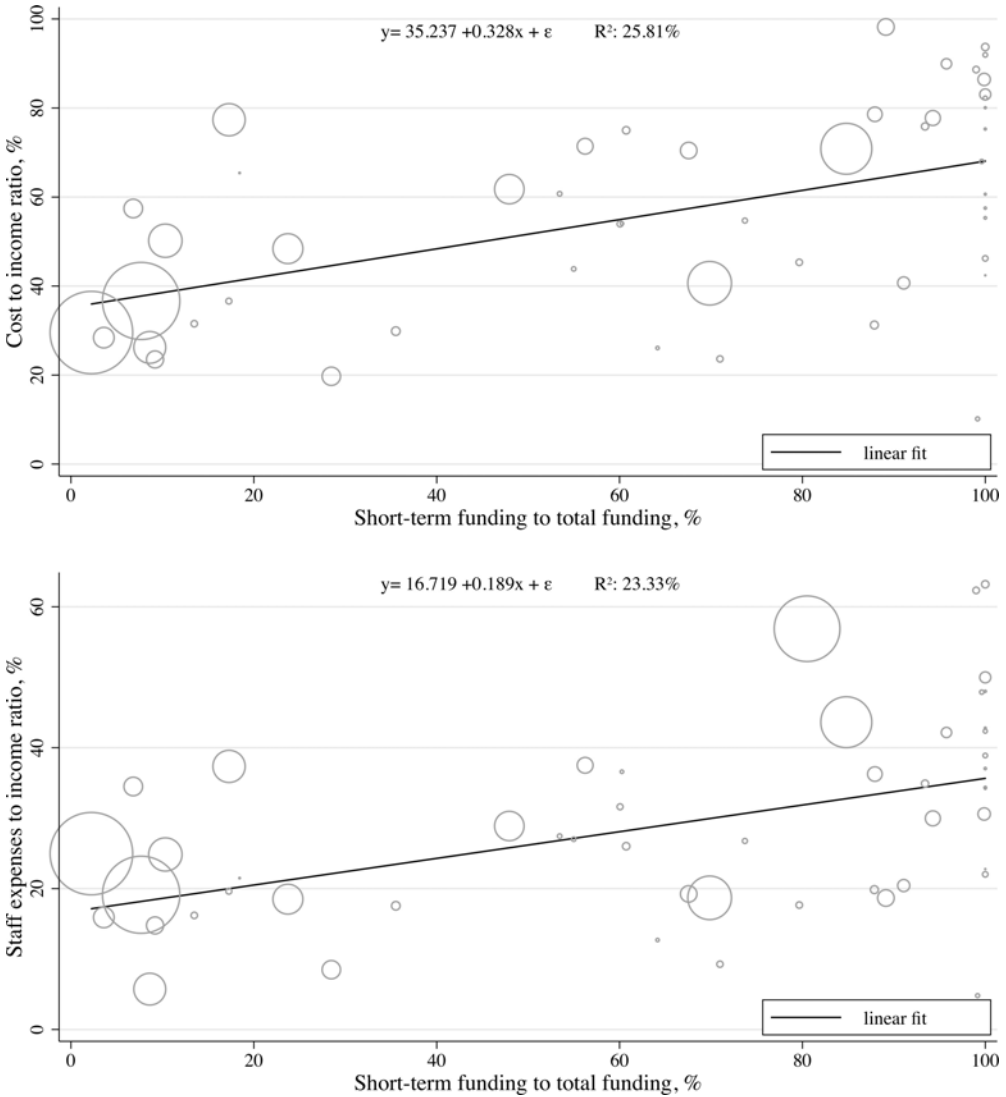 y= 35.237 +0.328x + ε R²: 25.81%
Cost to income ratio, %
100
80
60
40
20
0
linear fit
0 20 40 60 80 100
Short-term funding to total funding, %
y= 16.719 +0.189x + ε R²: 23.33%
Staff expenses to income ratio, %
60
40
20
0
linear fit
0 20 40 60 80 100
Short-term funding to total funding, %